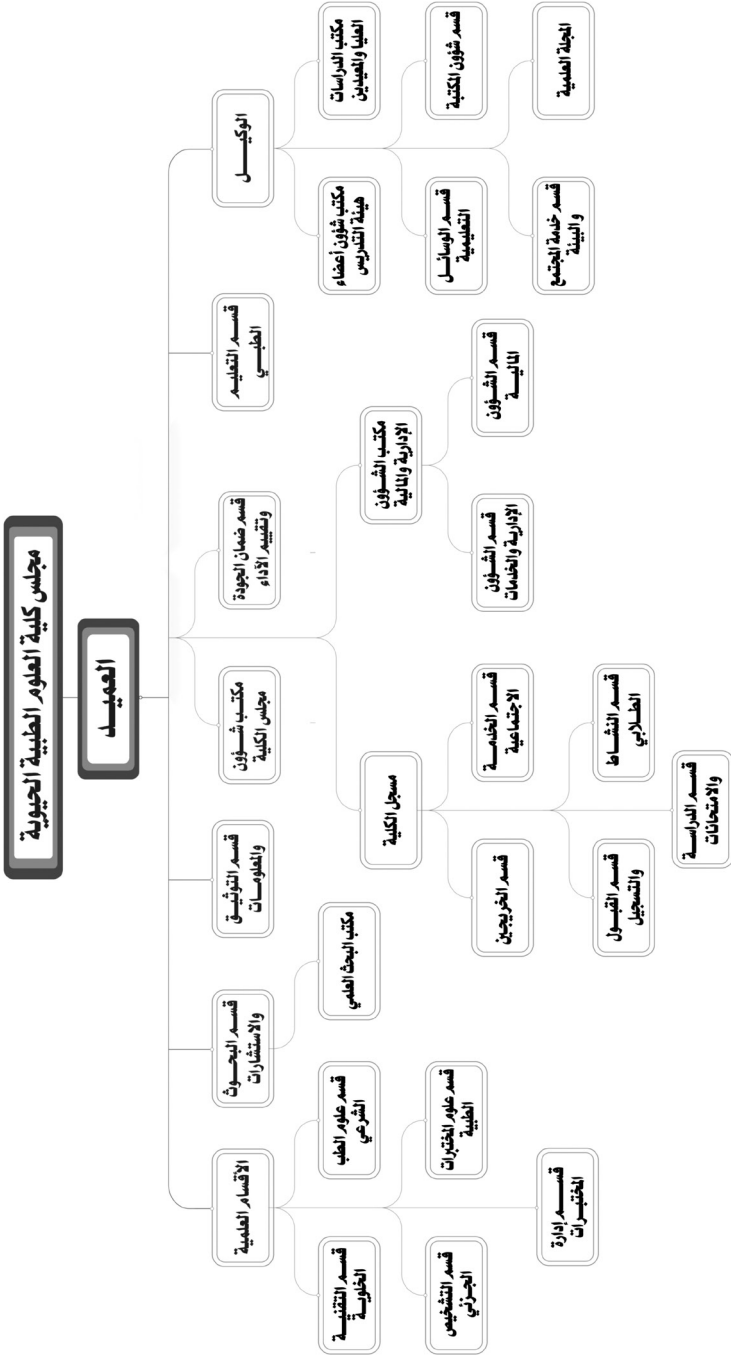 مجلس كلية العلوم الطبية الحيوية
العميد
الوكيل
قسم التعليم
الطبي
قسم ضمان الجودة
وتقييم الأداء
مكتب شؤون
مجلس الكلية
قسم التوثيق
والمعلومات
قسم البحوث
والاستشارات
الأقسام العلمية
مكتب الدراسات
العليا والمعيدين
مكتب شؤون أعضاء
هيئة التدريس
قسم شؤون المكتبة
قسم الوسائل
التعليمية
المجلة العلمية
قسم خدمة المجتمع
والبيئة
مكتب الشؤون
الإدارية والمالية
قسم الشؤون
المالية
قسم الشؤون
الإدارية والخدمات
مسجل الكلية
قسم الخدمة
الاجتماعية
قسم الخريجين
قسم النشاط
الطلابي
قسم القبول
والتسجيل
قسم الدراسة
والامتحانات
مكتب البحث العلمي
قسم علوم الطب
الشرعي
قسم التقنية
الخلوية
قسم علوم المختبرات
الطبية
قسم التشخيص
الجزئي
قسم إدارة
المختبرات